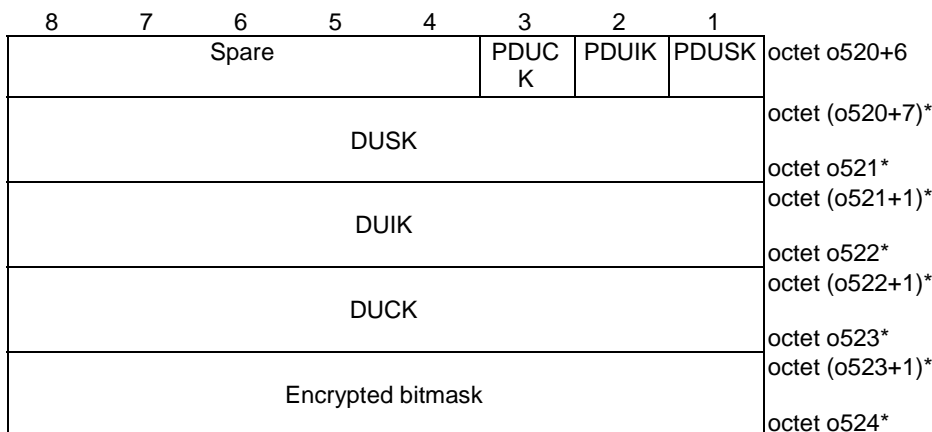 8 7 6 5 4 3 2 1
Spare PDUC PDUIK PDUSK octet o520+6
K
octet (o520+7)*
DUSK
octet o521*
octet (o521+1)*
DUIK
octet o522*
octet (o522+1)*
DUCK
octet o523*
octet (o523+1)*
Encrypted bitmask
octet o524*